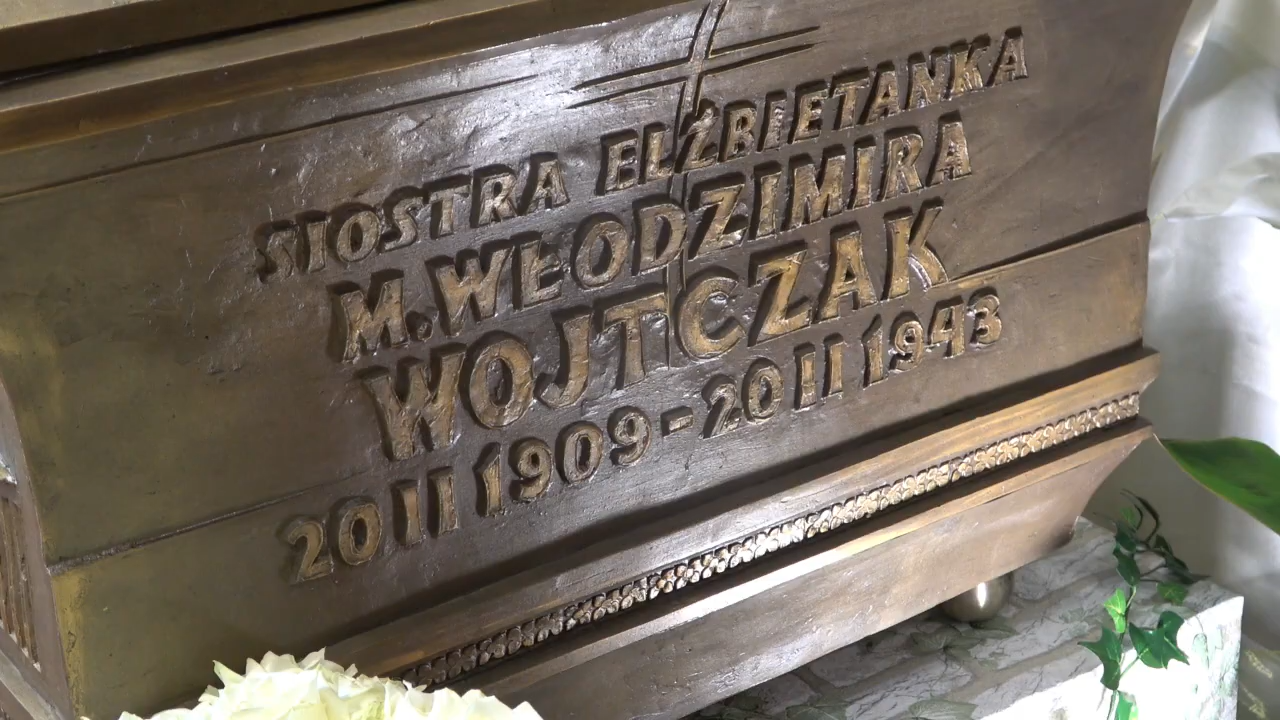 SIOSTRA ELŻBIETANKA
M. WŁODZIMIRA
WOJTCZAK
20 II 1909 - 20 II 1943